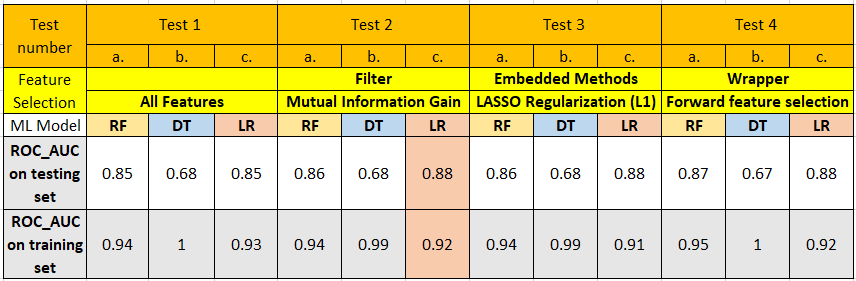 Test number Test 1 Test 2 Test 3 Test 4
a. b. c. a. b. c. a. b. c. a. b. c.
Feature Selection Filter Embedded Methods Wrapper
All Features Mutual Information Gain LASSO Regularization (L1) Forward feature selection
ML Model RF DT LR RF DT LR RF DT LR RF DT LR
ROC_AUC on testing set 0.85 0.68 0.85 0.86 0.68 0.88 0.86 0.68 0.88 0.87 0.67 0.88
ROC_AUC on training set 0.94 1 0.93 0.94 0.99 0.92 0.94 0.99 0.91 0.95 1 0.92